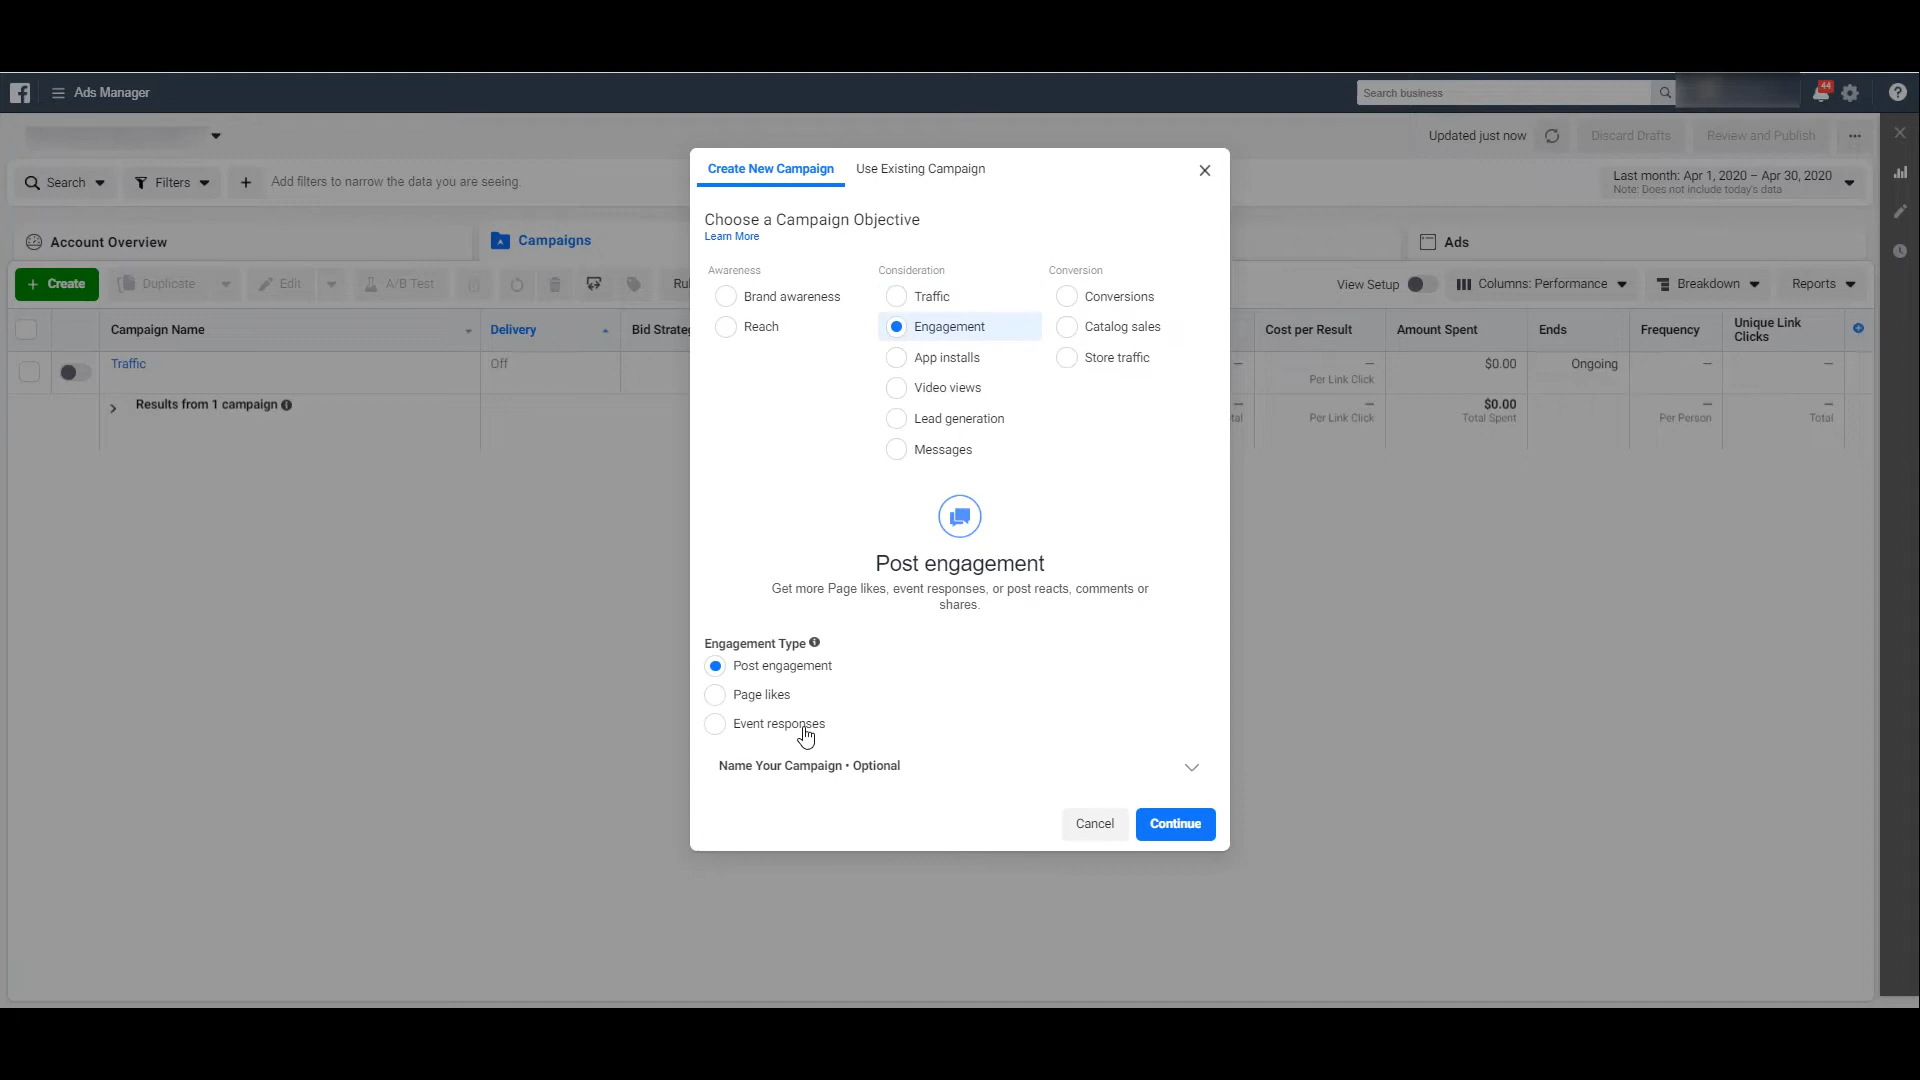 Ads Manager
Search business
44
Updated just now
Discard Drafts
Review and Publish
Search
Filters
Add filters to narrow the data you are seeing.
Last month: Apr 1, 2020 – Apr 30, 2020
Note: Does not include today's data
Account Overview
Campaigns
Ads
+ Create
Duplicate
Edit
A/B Test
Rul
View Setup
Columns: Performance
Breakdown
Reports
Campaign Name
Delivery
Bid Strateg
Cost per Result
Amount Spent
Ends
Frequency
Unique Link
Clicks
Traffic
Off
—
—
Per Link Click
$0.00
Ongoing
—
—
Results from 1 campaign
—
tal
—
Per Link Click
$0.00
Total Spent
—
Per Person
—
Total
Create New Campaign
Use Existing Campaign
Choose a Campaign Objective
Learn More
Awareness
Brand awareness
Reach
Consideration
Traffic
Engagement
App installs
Video views
Lead generation
Messages
Conversion
Conversions
Catalog sales
Store traffic
Post engagement
Get more Page likes, event responses, or post reacts, comments or
shares.
Engagement Type
Post engagement
Page likes
Event responses
Name Your Campaign • Optional
Cancel
Continue